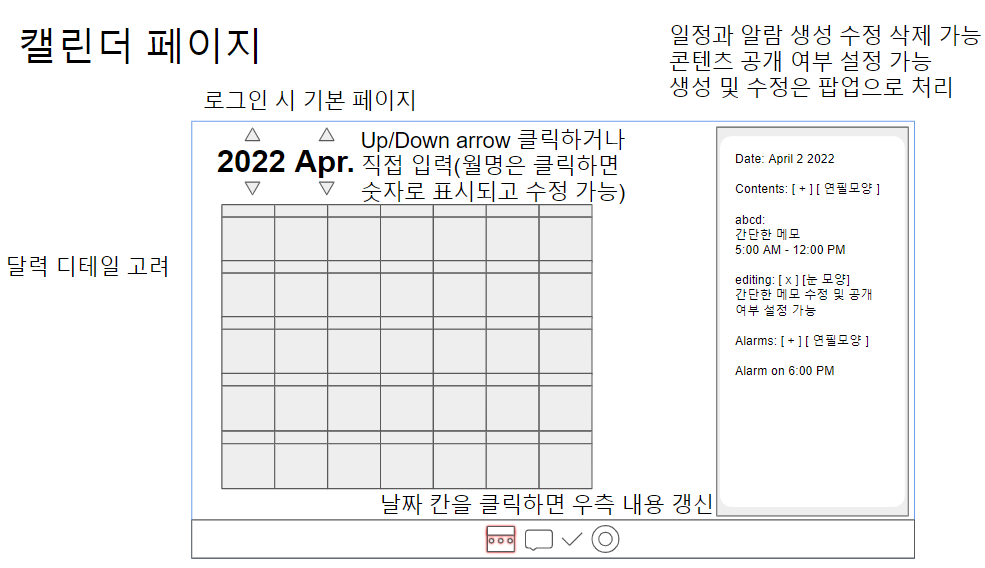 캘린더 페이지
일정과 알람 생성 수정 삭제 가능
콘텐츠 공개 여부 설정 가능
생성 및 수정은 팝업으로 처리
로그인 시 기본 페이지
2022 Apr.
Up/Down arrow 클릭하거나
직접 입력(월명은 클릭하면
숫자로 표시되고 수정 가능)
달력 디테일 고려
Date: April 2 2022
Contents: [ + ] [ 연필모양 ]
abcd:
간단한 메모
5:00 AM - 12:00 PM
editing: [ x ] [눈 모양]
간단한 메모 수정 및 공개
여부 설정 가능
Alarms: [ + ] [ 연필모양 ]
Alarm on 6:00 PM
날짜 칸을 클릭하면 우측 내용 갱신